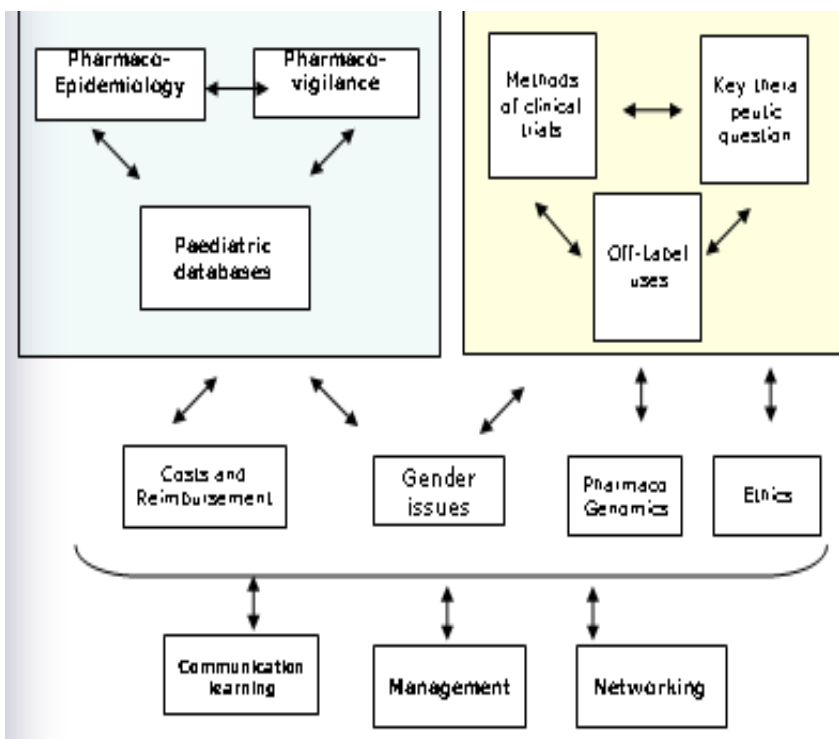 Pharmaco-
Epidemiology
Pharmaco-
vigilance
Paediatric
databases
Methods
of clinical
trials
Key thera
peutic
question
Off-Label
uses
Costs and
Reimbursement
Gender
issues
Pharmaco
Genomics
Ethics
Communication
learning
Management
Networking